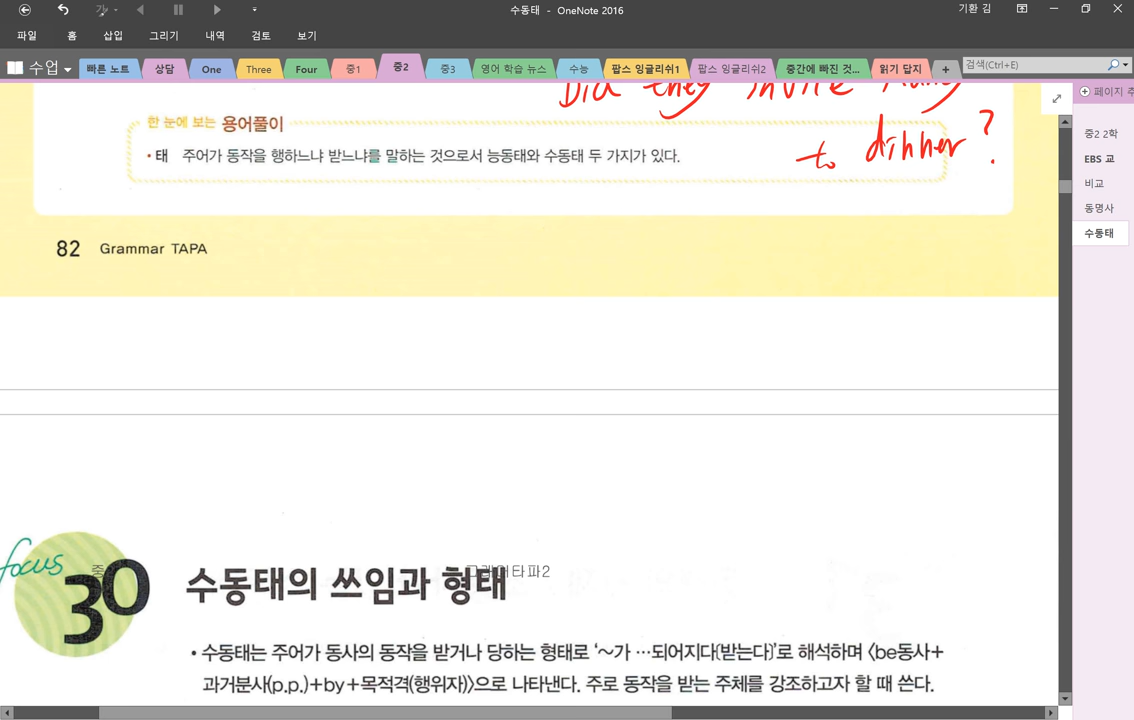 수동태 - OneNote 2016
기환 김
파일 홈 삽입 그리기 내역 검토 보기
수업 빠른 노트 상담 One Three Four 중1 중2 중3 영어 학습 뉴스 수능 팝스 잉글리쉬1 팝스 잉글리쉬2 중간에 빠진 것... 읽기 답지 + 검색(Ctrl+E)
페이지 추
중2 2학
EBS 교
비교
동명사
수동태
Did they invite
to dinner?
한 눈에 보는 용어풀이
• 태 주어가 동작을 행하느냐 받느냐를 말하는 것으로서 능동태와 수동태 두 가지가 있다.
82 Grammar TAPA
focus 30 수동태의 쓰임과 형태
• 수동태는 주어가 동사의 동작을 받거나 당하는 형태로 ‘~가 …되어지다[받는다]’로 해석하며 〈be동사+
과거분사(p.p.)+by+목적격(행위자)〉으로 나타낸다. 주로 동작을 받는 주체를 강조하고자 할 때 쓴다.